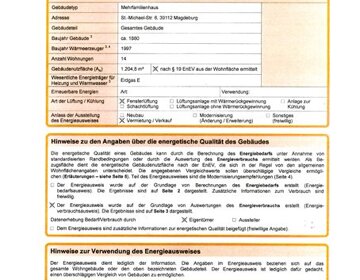 Gebäudetyp Mehrfamilienhaus
Adresse St.-Michael-Str. 6, 39112 Magdeburg
Gebäudeteil Gesamtes Gebäude
Baujahr Gebäude ca. 1880
Baujahr Wärmeerzeuger 1997
Anzahl Wohnungen 14
Gebäudenutzfläche (AN) 1.204,8 m² ☒ nach § 19 EnEV aus der Wohnfläche ermittelt
Wesentliche Energieträger für Heizung und Warmwasser Erdgas E
Erneuerbare Energien Art: Verwendung:
Art der Lüftung / Kühlung ☒ Fensterlüftung ☐ Lüftungsanlage mit Wärmerückgewinnung ☐ Anlage zur
☐ Schachtlüftung ☐ Lüftungsanlage ohne Wärmerückgewinnung Kühlung
Anlass der Ausstellung ☐ Neubau ☐ Modernisierung ☐ Sonstiges
des Energieausweises ☒ Vermietung / Verkauf (Änderung / Erweiterung) (freiwillig)
Hinweise zu den Angaben über die energetische Qualität des Gebäudes
Die energetische Qualität eines Gebäudes kann durch die Berechnung des Energiebedarfs unter Annahme von
standardisierten Randbedingungen oder durch die Auswertung des Energieverbrauchs ermittelt werden. Als Be-
zugsfläche dient die energetische Gebäudenutzfläche nach der EnEV, die sich in der Regel von den allgemeinen
Wohnflächenangaben unterscheidet. Die angegebenen Vergleichswerte sollen überschlägige Vergleiche ermögli-
chen (Erläuterungen – siehe Seite 5). Teil des Energieausweises sind die Modernisierungsempfehlungen (Seite 4).
☐ Der Energieausweis wurde auf der Grundlage von Berechnungen des Energiebedarfs erstellt (Energie-
bedarfsausweis). Die Ergebnisse sind auf Seite 2 dargestellt. Zusätzliche Informationen zum Verbrauch sind
freiwillig
☒ Der Energieausweis wurde auf der Grundlage von Auswertungen des Energieverbrauchs erstellt (Energie-
verbrauchsausweis). Die Ergebnisse sind auf Seite 3 dargestellt.
Datenerhebung Bedarf/Verbrauch durch ☒ Eigentümer ☐ Aussteller
☐ Dem Energieausweis sind zusätzliche Informationen zur energetischen Qualität beigefügt (freiwillige Angabe).
Hinweise zur Verwendung des Energieausweises
Der Energieausweis dient lediglich der Information. Die Angaben im Energieausweis beziehen sich auf das
gesamte Wohngebäude oder den oben bezeichneten Gebäudeteil. Der Energieausweis ist lediglich dafür gedacht,
einen überschlägigen Vergleich von Gebäuden zu ermöglichen.